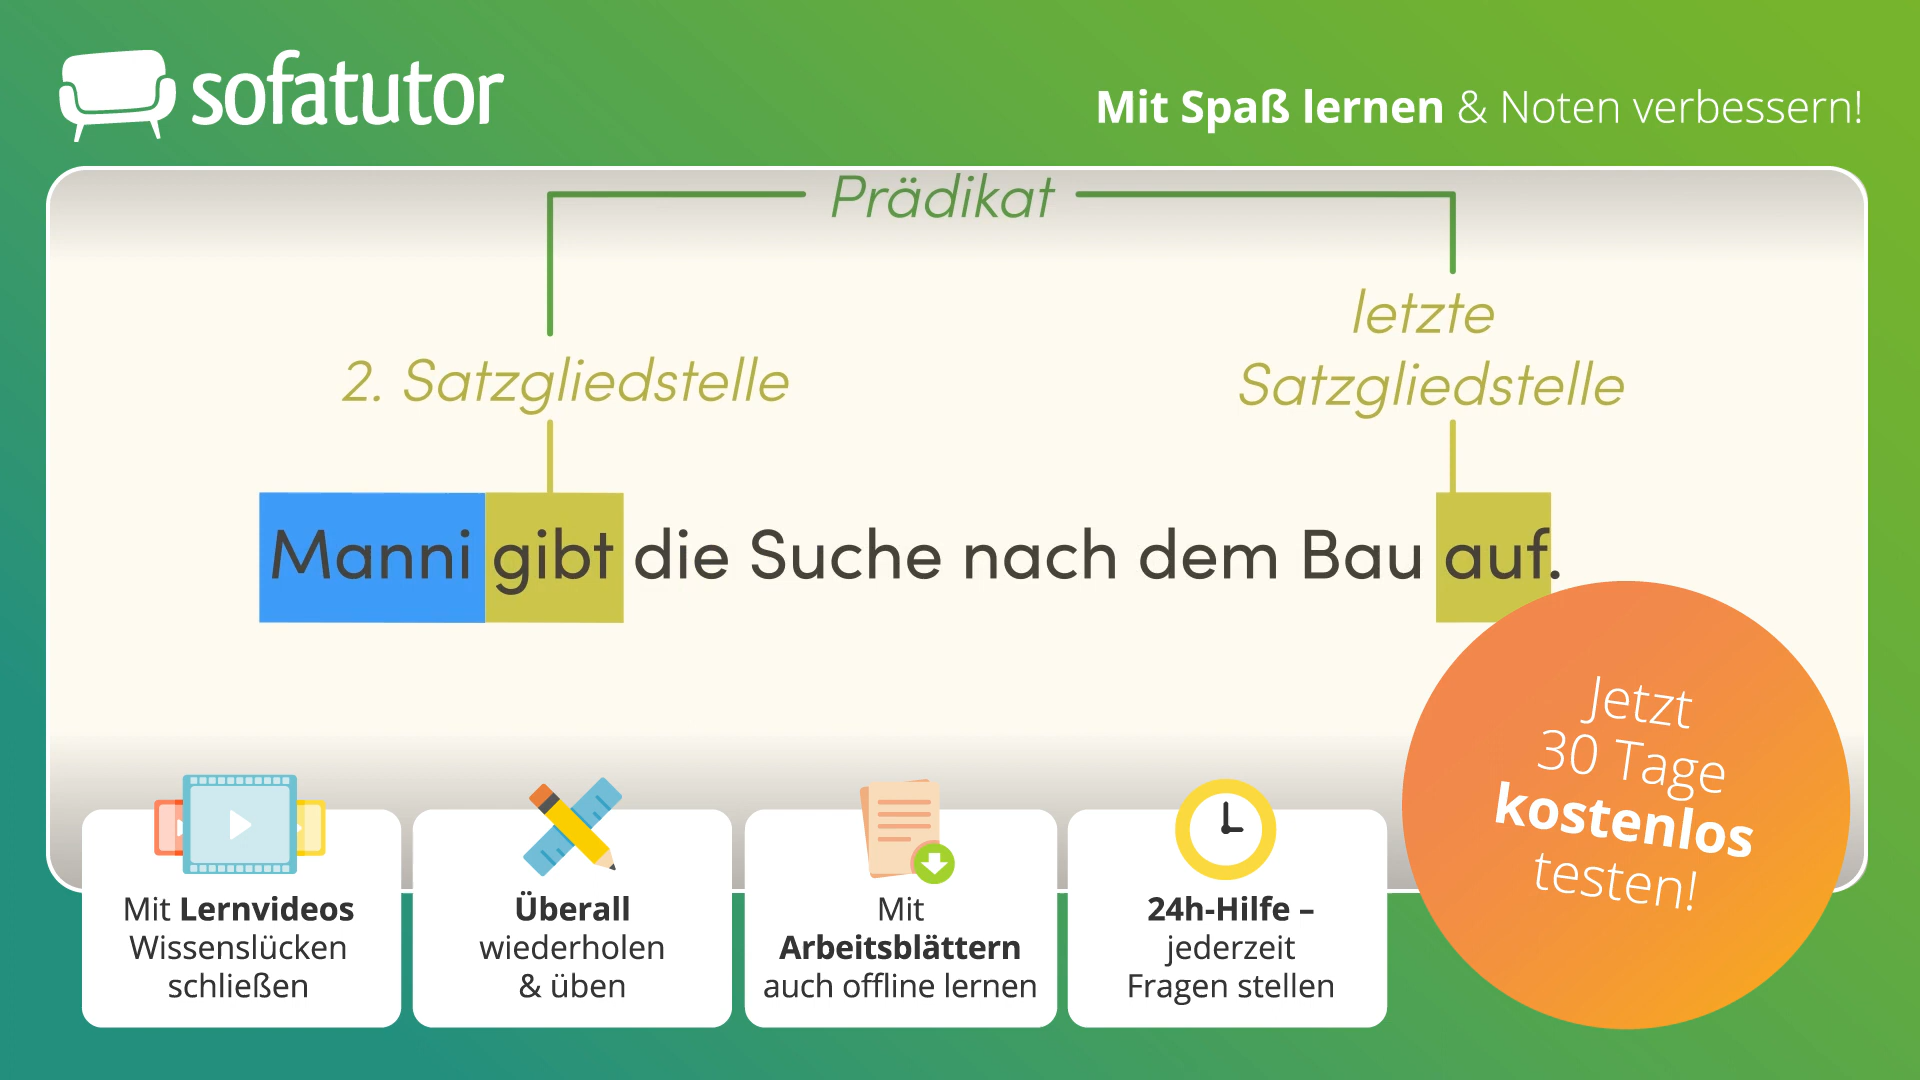 sofatutor
Mit Spaß lernen & Noten verbessern!
Prädikat
2. Satzgliedstelle
letzte
Satzgliedstelle
Manni gibt die Suche nach dem Bau auf.
Mit Lernvideos
Wissenslücken
schließen
Überall
wiederholen
& üben
Mit
Arbeitsblättern
auch offline lernen
24h-Hilfe –
jederzeit
Fragen stellen
Jetzt
30 Tage
kostenlos
testen!